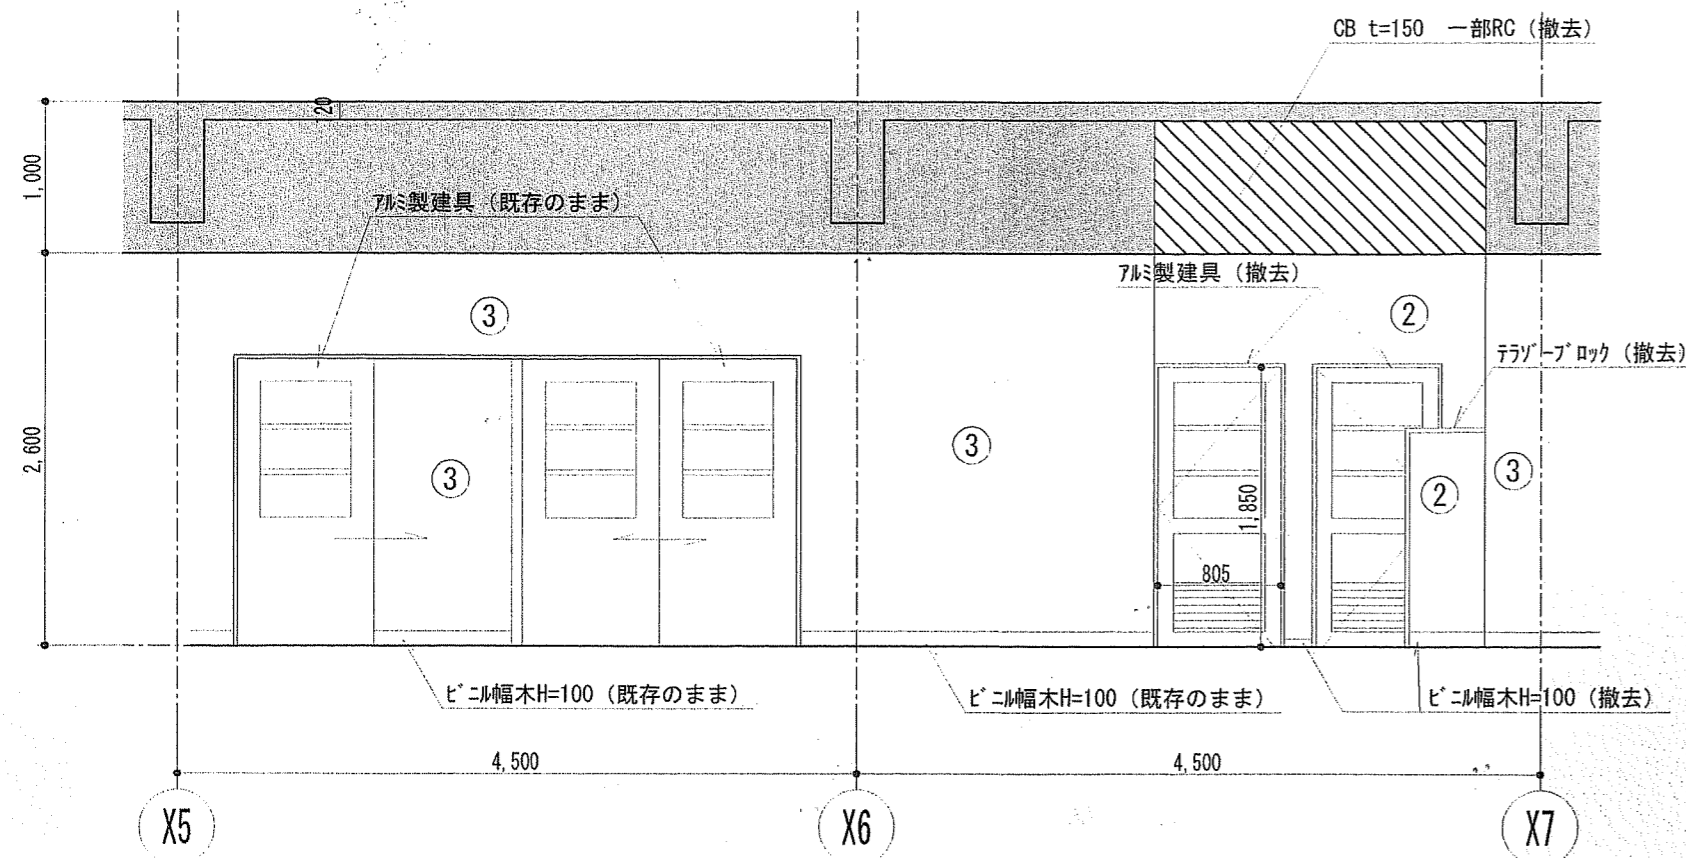 CB t=150 一部RC (撤去)
20
1,000
ｱﾙﾐ製建具 (既存のまま)
ｱﾙﾐ製建具 (撤去)
③
②
ﾃﾗｿﾞｰﾌﾞﾛｯｸ (撤去)
2,600
③
③
②
③
1,850
805
ﾋﾞﾆﾙ幅木H=100 (既存のまま)
ﾋﾞﾆﾙ幅木H=100 (既存のまま)
ﾋﾞﾆﾙ幅木H=100 (撤去)
4,500
4,500
X5
X6
X7